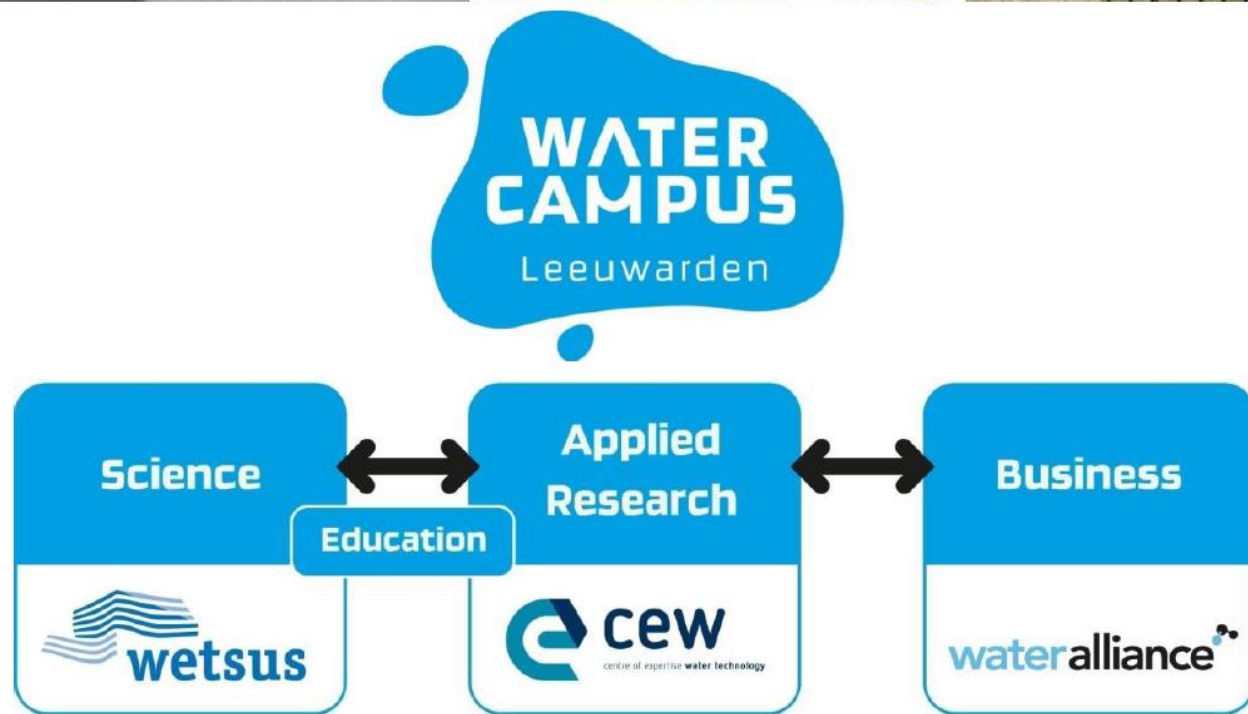 WATER
CAMPUS
Leeuwarden
Science
Applied
Research
Business
Education
wetsus
cew
centre of expertise water technology
wateralliance